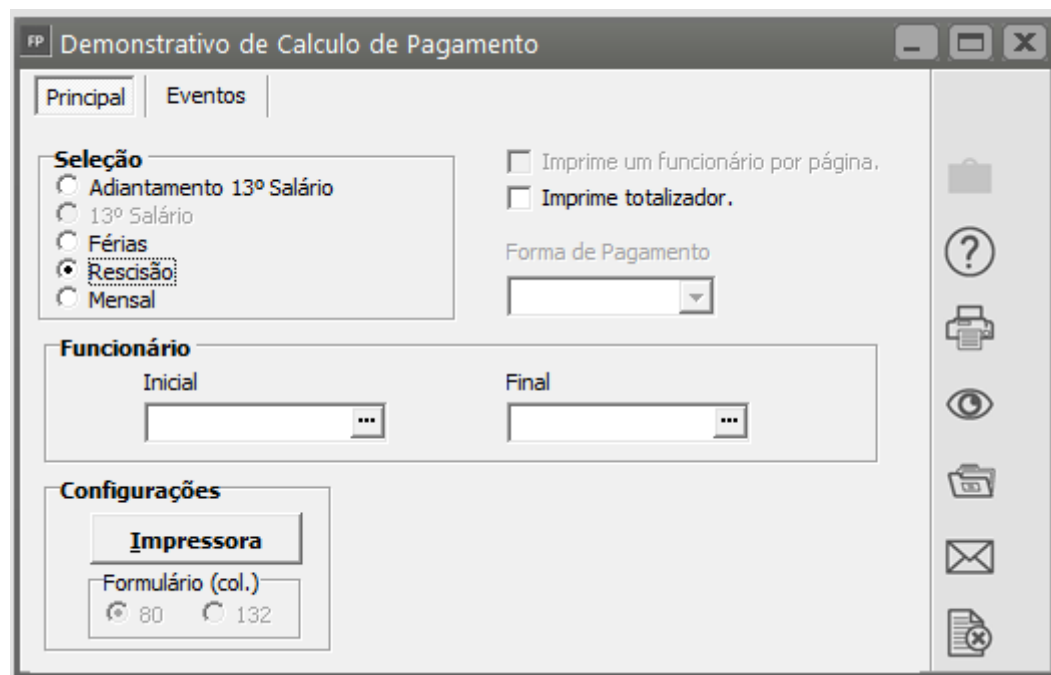 FP Demonstrativo de Calculo de Pagamento
Principal Eventos
Seleção
Adiantamento 13º Salário
13º Salário
Férias
Rescisão
Mensal
Imprime um funcionário por página.
Imprime totalizador.
Forma de Pagamento
Funcionário
Inicial Final
... ...
Configurações
Impressora
Formulário (col.)
80 132